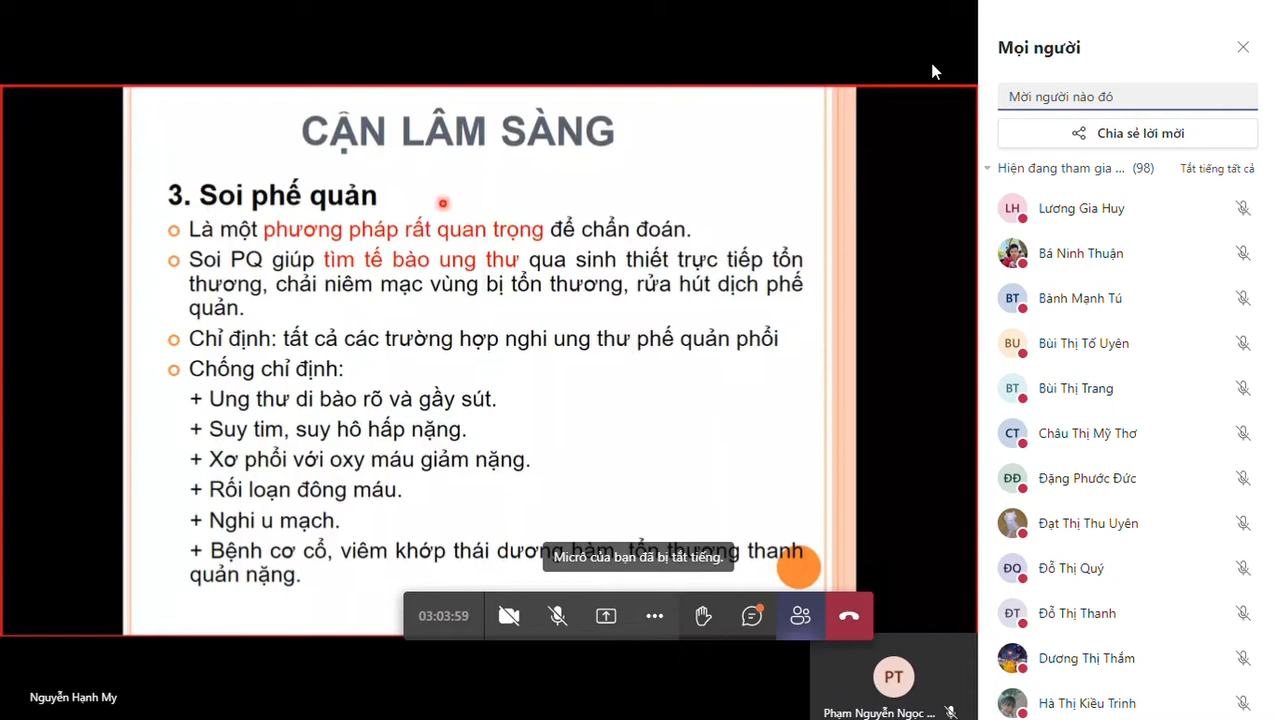 CẬN LÂM SÀNG
3. Soi phế quản
Là một phương pháp rất quan trọng để chẩn đoán.
Soi PQ giúp tìm tế bào ung thư qua sinh thiết trực tiếp tổn
thương, chải niêm mạc vùng bị tổn thương, rửa hút dịch phế
quản.
Chỉ định: tất cả các trường hợp nghi ung thư phế quản phổi
Chống chỉ định:
+ Ung thư di bào rõ và gầy sút.
+ Suy tim, suy hô hấp nặng.
+ Xơ phổi với oxy máu giảm nặng.
+ Rối loạn đông máu.
+ Nghi u mạch.
+ Bệnh cơ cổ, viêm khớp thái dương hàm, tổn thương thanh
quản nặng.
Micrô của bạn đã bị tắt tiếng.
03:03:59
Nguyễn Hạnh My
PT
Phạm Nguyễn Ngọc ...
Mọi người
Mời người nào đó
Chia sẻ lời mời
Hiện đang tham gia ... (98) Tắt tiếng tất cả
LH Lương Gia Huy
Bá Ninh Thuận
BT Bành Mạnh Tú
BU Bùi Thị Tố Uyên
BT Bùi Thị Trang
CT Châu Thị Mỹ Thơ
ĐĐ Đặng Phước Đức
Đạt Thị Thu Uyên
ĐQ Đỗ Thị Quý
ĐT Đỗ Thị Thanh
Dương Thị Thắm
Hà Thị Kiều Trinh